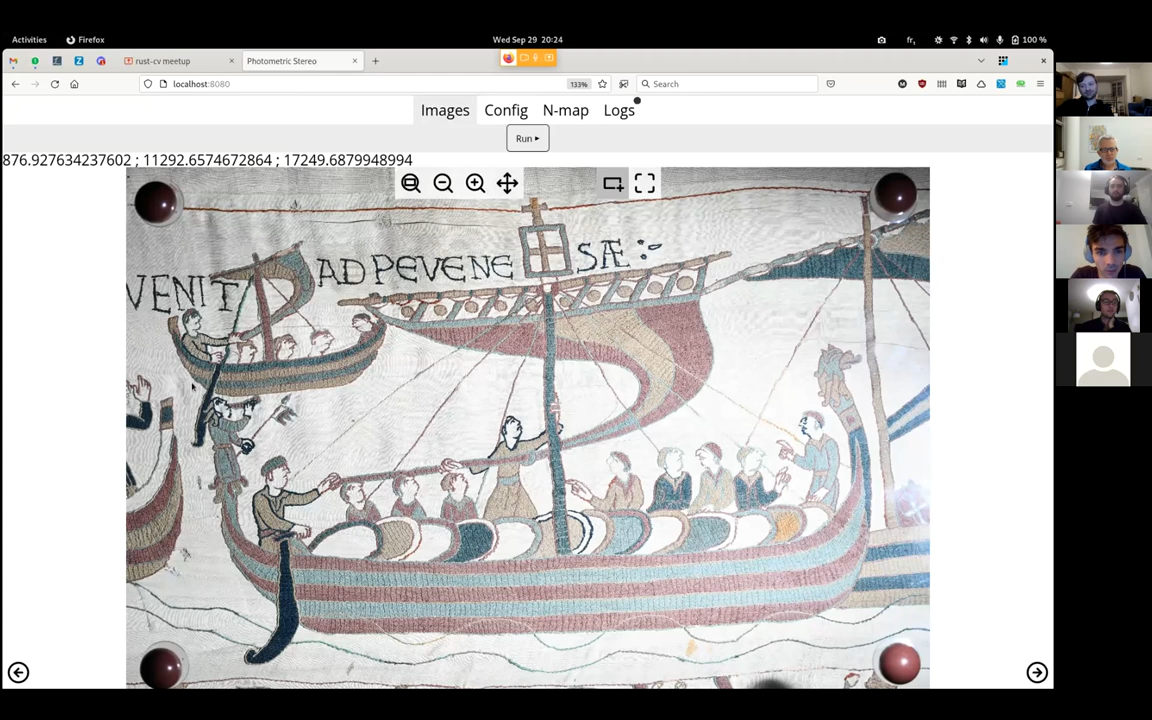 Activities
Firefox
Wed Sep 29 20:24
fr,
100 %
rust-cv meetup
Photometric Stereo
localhost:8080
133%
Search
Images
Config
N-map
Logs
Run ▸
876.927634237602 ; 11292.6574672864 ; 17249.6879948994
VENIT AD PEVENE SÆ :